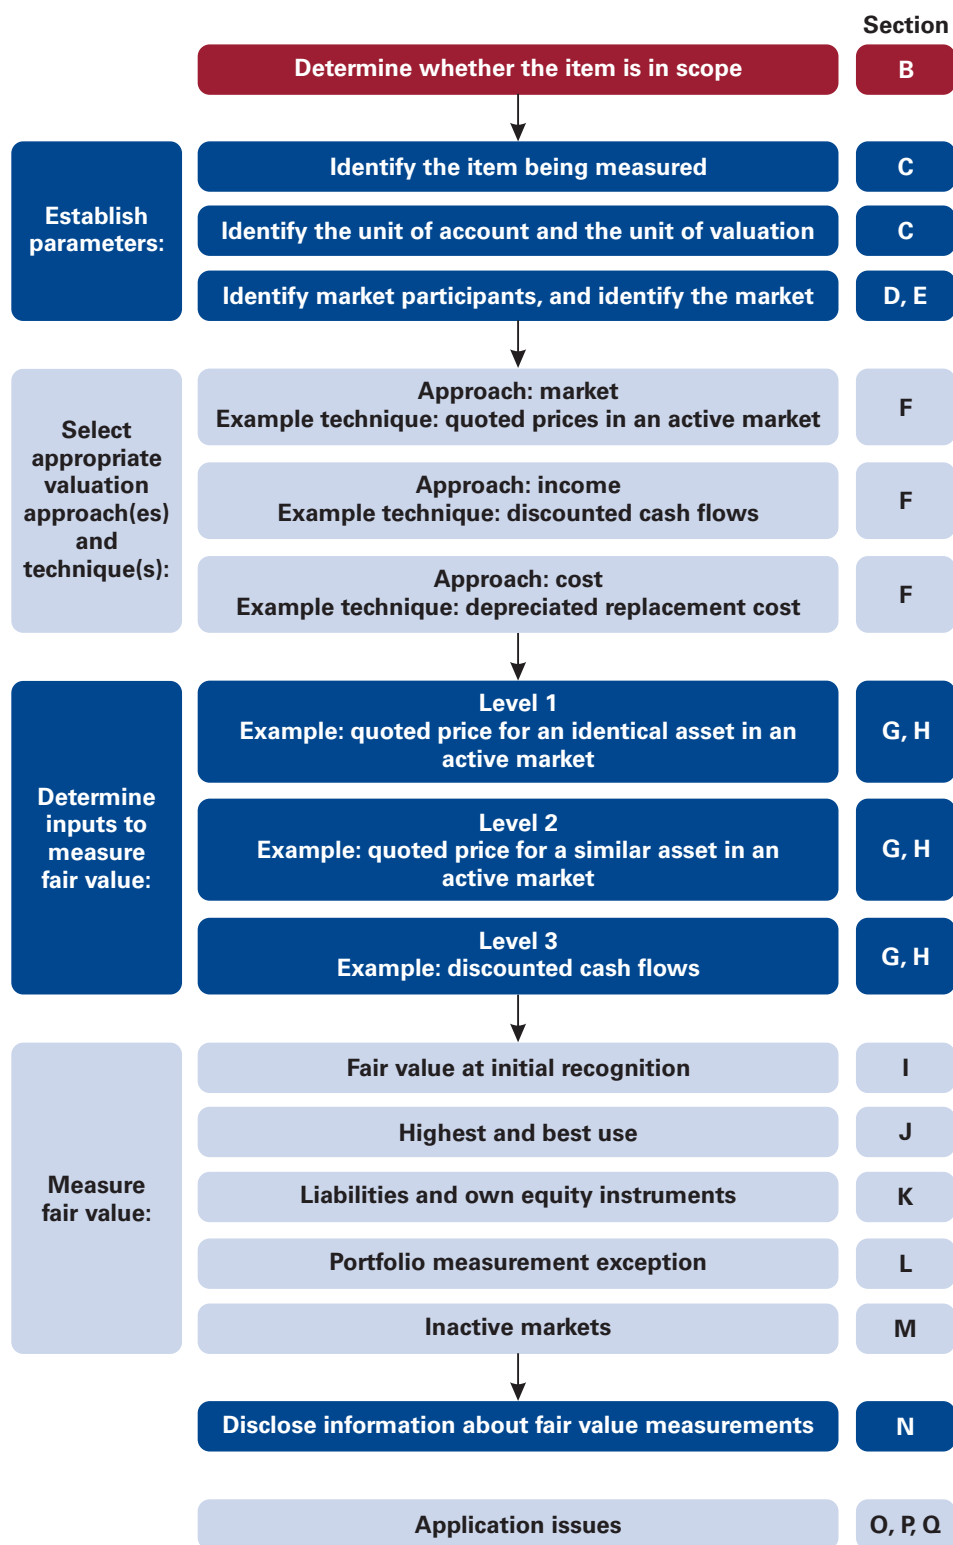 Section
Determine whether the item is in scope
B
Establish
parameters:
Identify the item being measured
C
Identify the unit of account and the unit of valuation
C
Identify market participants, and identify the market
D, E
Select
appropriate
valuation
approach(es)
and
technique(s):
Approach: market
Example technique: quoted prices in an active market
F
Approach: income
Example technique: discounted cash flows
F
Approach: cost
Example technique: depreciated replacement cost
F
Determine
inputs to
measure
fair value:
Level 1
Example: quoted price for an identical asset in an
active market
G, H
Level 2
Example: quoted price for a similar asset in an
active market
G, H
Level 3
Example: discounted cash flows
G, H
Measure
fair value:
Fair value at initial recognition
I
Highest and best use
J
Liabilities and own equity instruments
K
Portfolio measurement exception
L
Inactive markets
M
Disclose information about fair value measurements
N
Application issues
O, P, Q